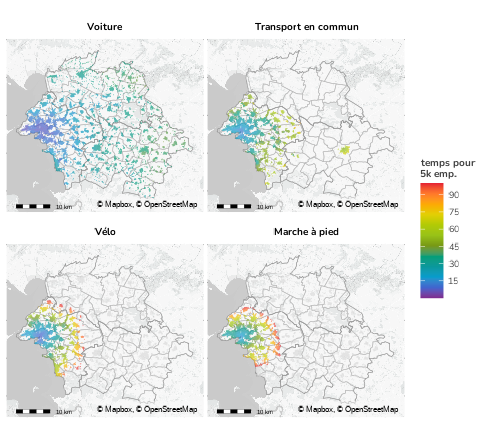 Voiture
Transport en commun
10 km
© Mapbox, © OpenStreetMap
10 km
© Mapbox, © OpenStreetMap
temps pour
5k emp.
90
75
60
45
30
15
Vélo
Marche à pied
10 km
© Mapbox, © OpenStreetMap
10 km
© Mapbox, © OpenStreetMap